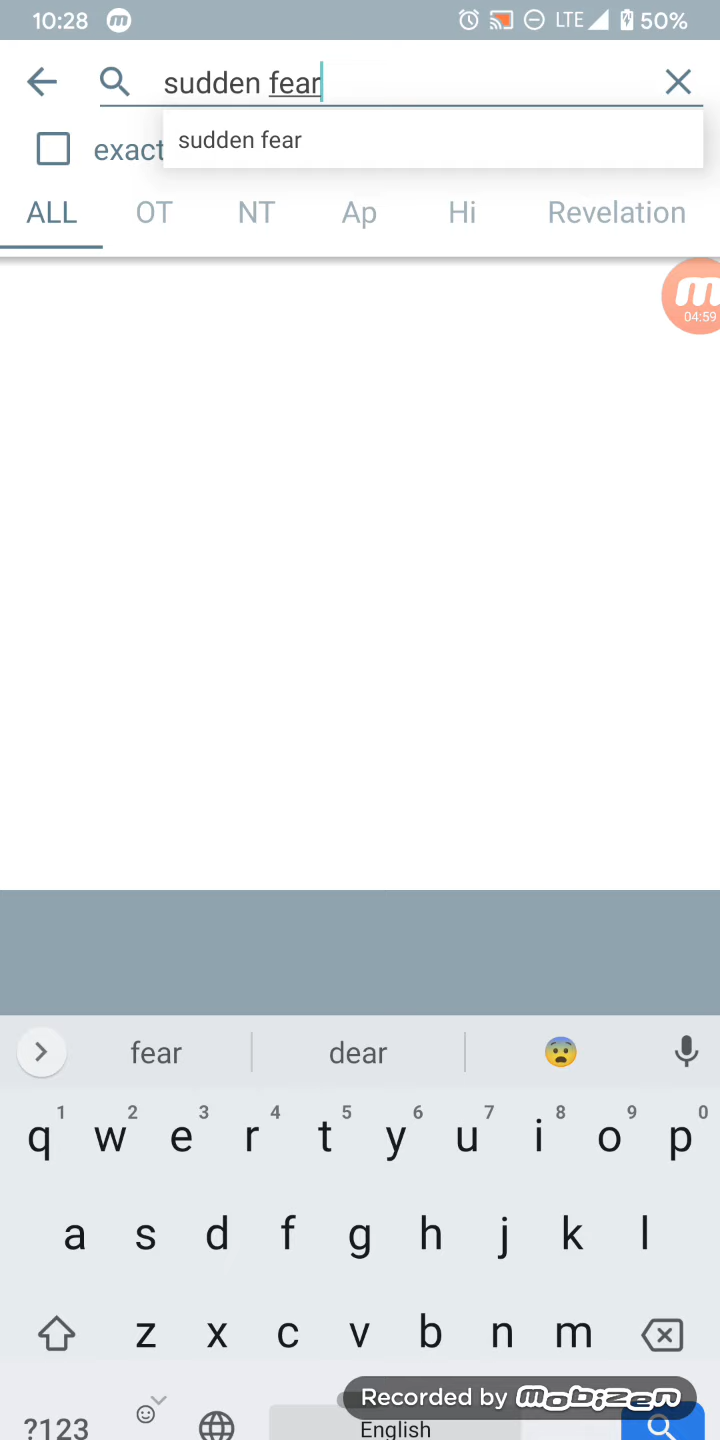 10:28 LTE 50%
sudden fear
exact
sudden fear
ALL OT NT Ap Hi Revelation
04:59
fear dear
1 2 3 4 5 6 7 8 9 0
q w e r t y u i o p
a s d f g h j k l
z x c v b n m
Recorded by mobizen
?123 English